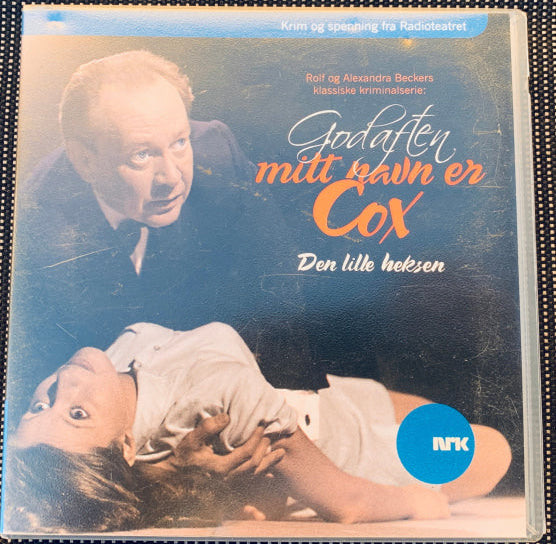 Krim og spenning fra Radioteatret
Rolf og Alexandra Beckers
klassiske kriminalserie:
Godaften
mitt navn er
Cox
Den lille heksen
NRK